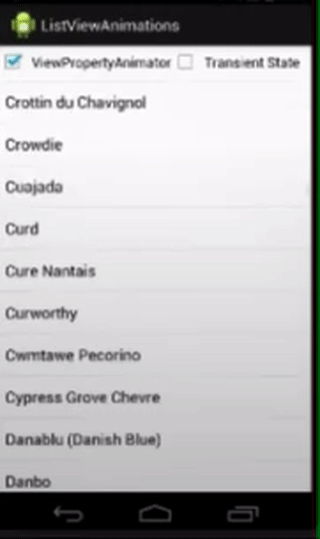 ListViewAnimations
ViewPropertyAnimator Transient State
Crottin du Chavignol
Crowdie
Cuajada
Curd
Cure Nantais
Curworthy
Cwmtawe Pecorino
Cypress Grove Chevre
Danablu (Danish Blue)
Danbo